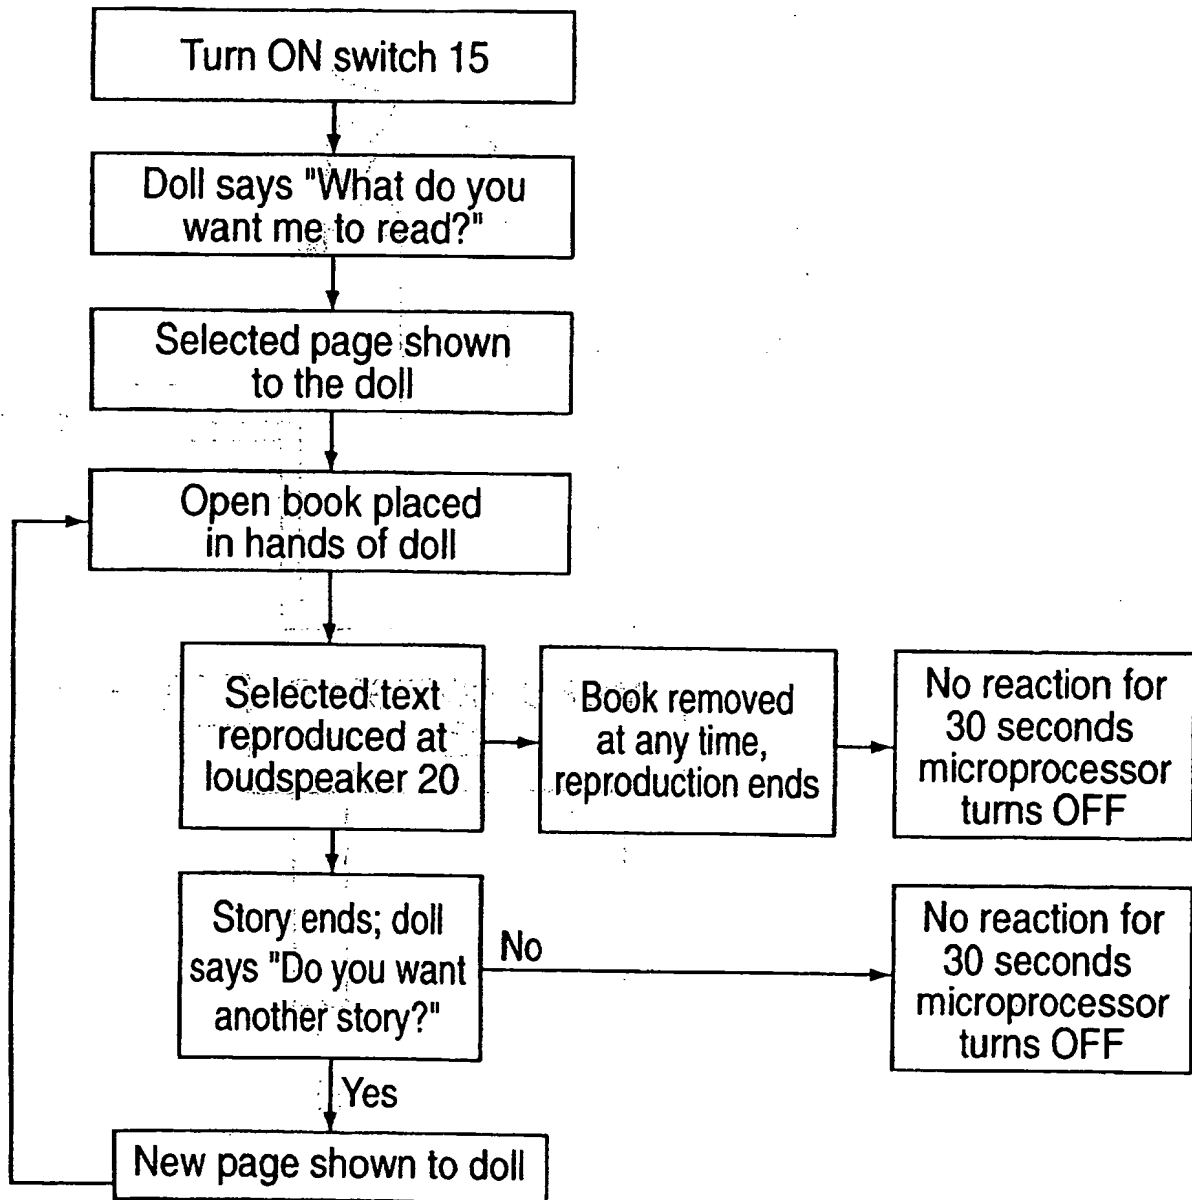 Turn ON switch 15
Doll says "What do you
want me to read?"
Selected page shown
to the doll
Open book placed
in hands of doll
Selected text
reproduced at
loudspeaker 20
Book removed
at any time,
reproduction ends
No reaction for
30 seconds
microprocessor
turns OFF
Story ends; doll
says "Do you want
another story?"
No
No reaction for
30 seconds
microprocessor
turns OFF
Yes
New page shown to doll